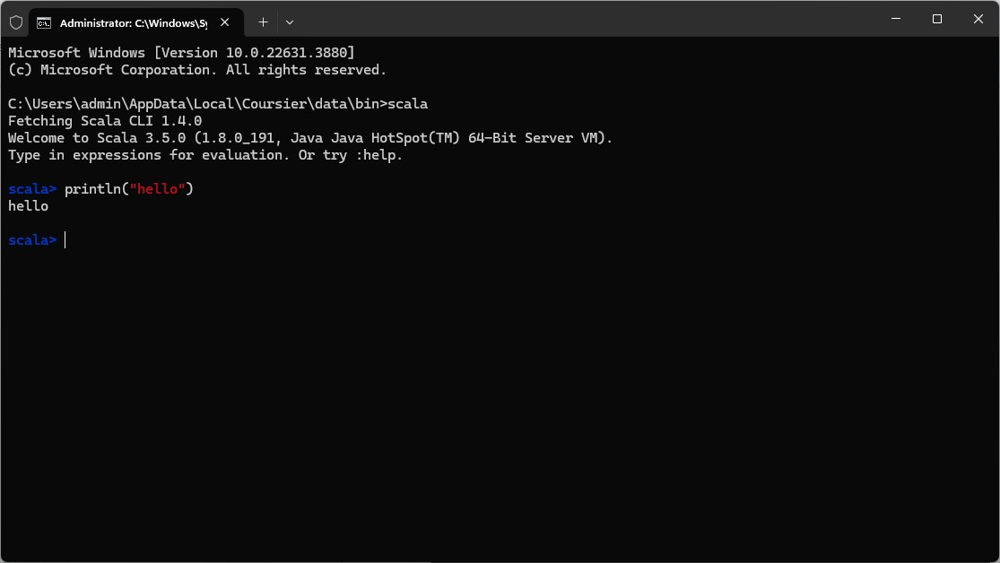 Administrator: C:\Windows\Sy
Microsoft Windows [Version 10.0.22631.3880]
(c) Microsoft Corporation. All rights reserved.
C:\Users\admin\AppData\Local\Coursier\data\bin>scala
Fetching Scala CLI 1.4.0
Welcome to Scala 3.5.0 (1.8.0_191, Java Java HotSpot(TM) 64-Bit Server VM).
Type in expressions for evaluation. Or try :help.
scala> println("hello")
hello
scala>